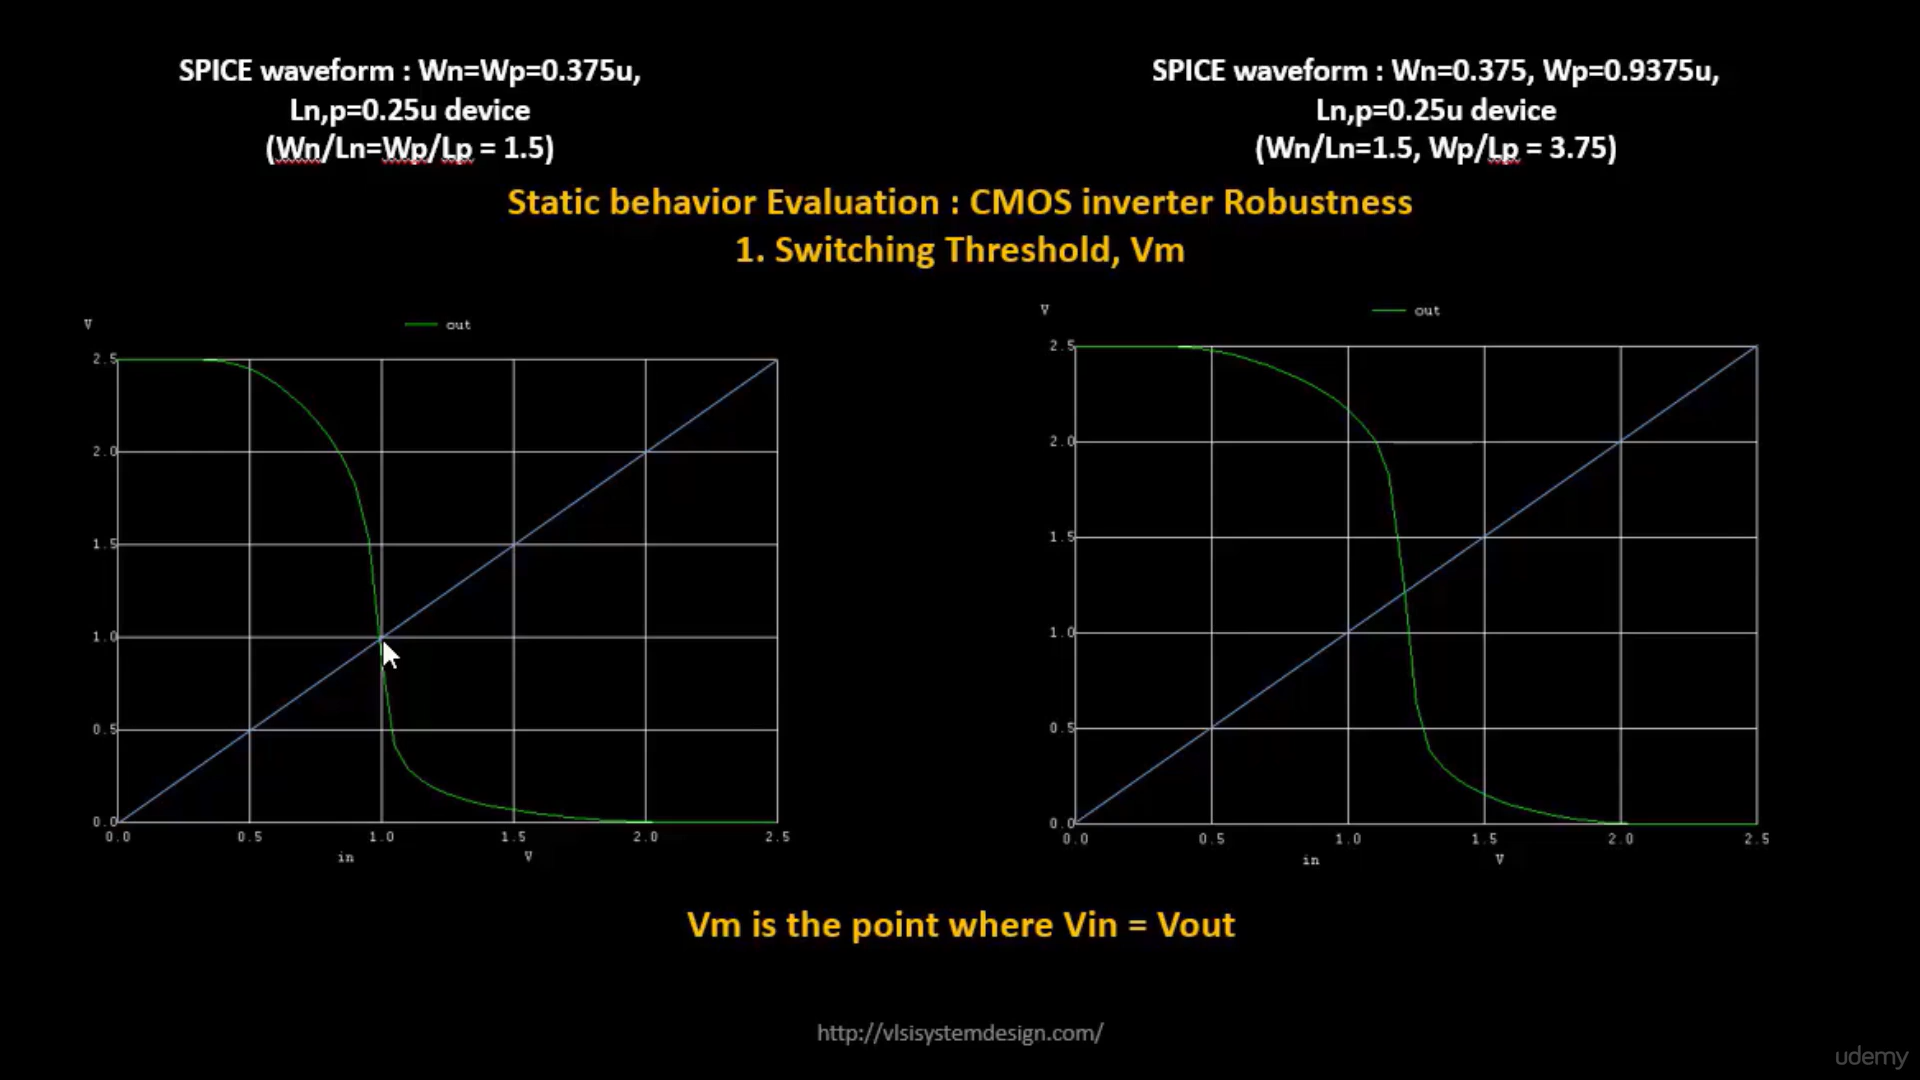 SPICE waveform : Wn=Wp=0.375u,
Ln,p=0.25u device
(Wn/Ln=Wp/Lp = 1.5)
SPICE waveform : Wn=0.375, Wp=0.9375u,
Ln,p=0.25u device
(Wn/Ln=1.5, Wp/Lp = 3.75)
Static behavior Evaluation : CMOS inverter Robustness
1. Switching Threshold, Vm
V
out
2.5
2.0
1.5
1.0
0.5
0.0
0.0 0.5 1.0 1.5 2.0 2.5
in V
V
out
2.5
2.0
1.5
1.0
0.5
0.0
0.0 0.5 1.0 1.5 2.0 2.5
in V
Vm is the point where Vin = Vout
http://vlsisystemdesign.com/
udemy